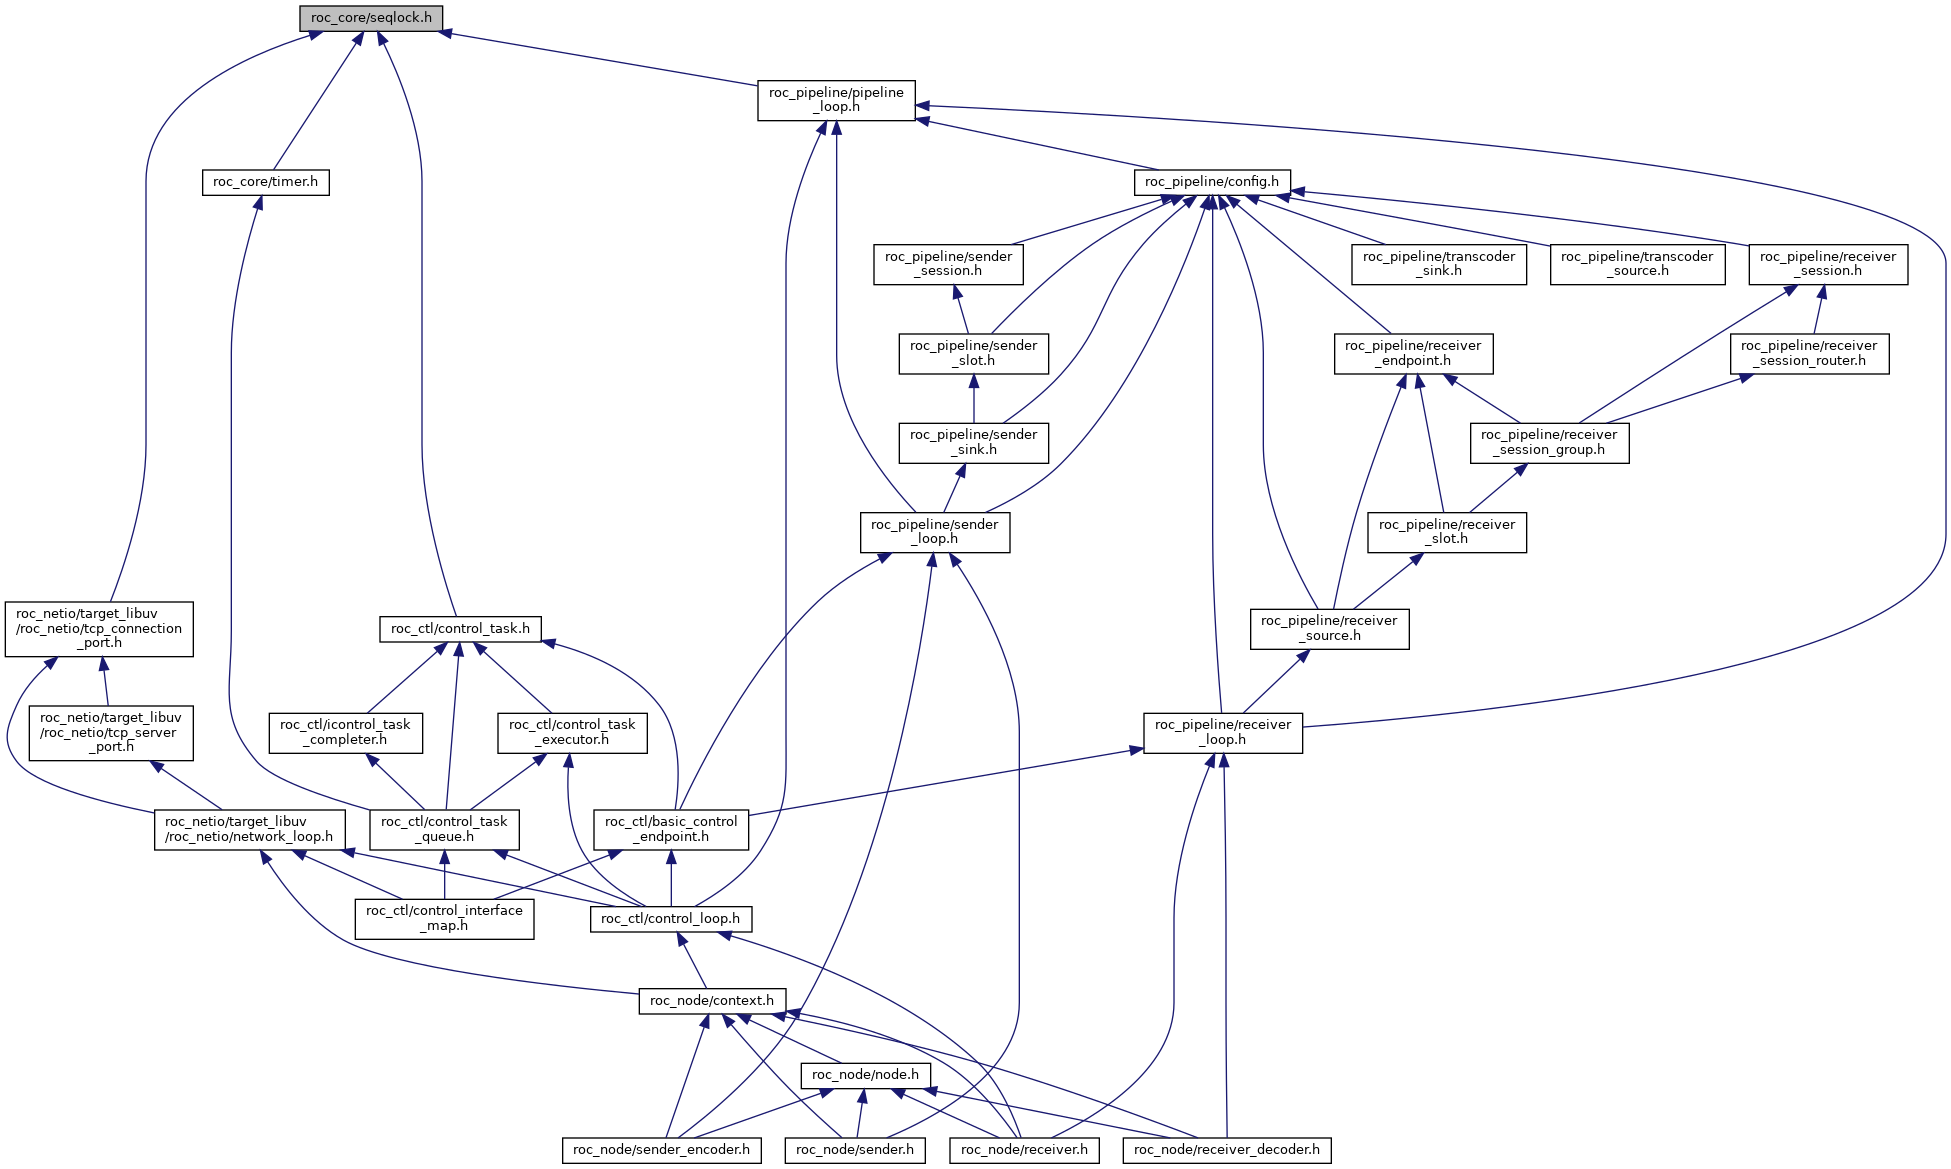 roc_core/seqlock.h
roc_pipeline/pipeline
_loop.h
roc_core/timer.h
roc_pipeline/config.h
roc_pipeline/sender
_session.h
roc_pipeline/transcoder
_sink.h
roc_pipeline/transcoder
_source.h
roc_pipeline/receiver
_session.h
roc_pipeline/sender
_slot.h
roc_pipeline/receiver
_endpoint.h
roc_pipeline/receiver
_session_router.h
roc_pipeline/sender
_sink.h
roc_pipeline/receiver
_session_group.h
roc_pipeline/sender
_loop.h
roc_pipeline/receiver
_slot.h
roc_netio/target_libuv
/roc_netio/tcp_connection
_port.h
roc_ctl/control_task.h
roc_pipeline/receiver
_source.h
roc_netio/target_libuv
/roc_netio/tcp_server
_port.h
roc_ctl/icontrol_task
_completer.h
roc_ctl/control_task
_executor.h
roc_pipeline/receiver
_loop.h
roc_netio/target_libuv
/roc_netio/network_loop.h
roc_ctl/control_task
_queue.h
roc_ctl/basic_control
_endpoint.h
roc_ctl/control_interface
_map.h
roc_ctl/control_loop.h
roc_node/context.h
roc_node/node.h
roc_node/sender_encoder.h
roc_node/sender.h
roc_node/receiver.h
roc_node/receiver_decoder.h